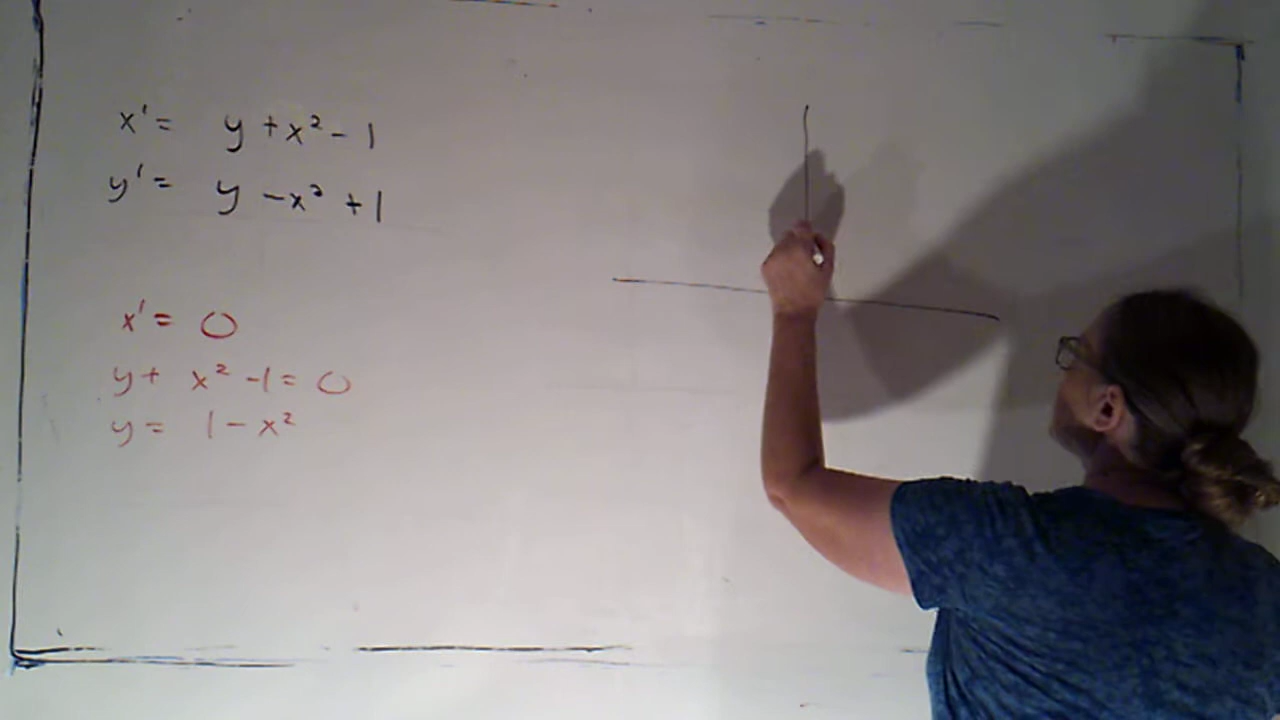 x' = y + x² - 1
y' = y - x² + 1
x' = 0
y + x² - 1 = 0
y = 1 - x²